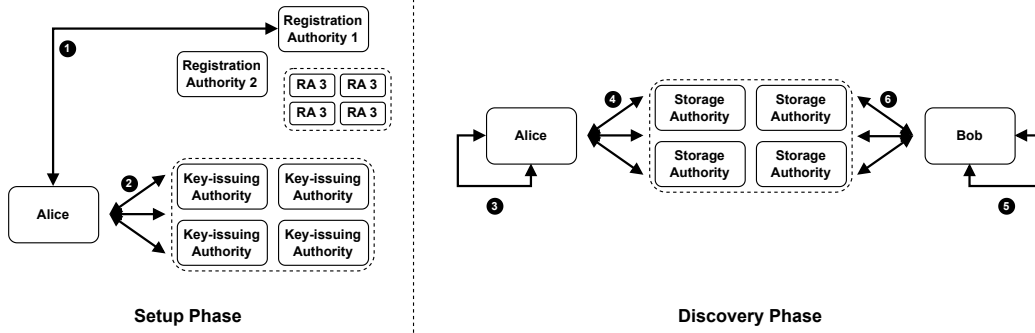 Registration
Authority 1
1
Registration
Authority 2
RA 3
RA 3
RA 3
RA 3
2
Key-issuing
Authority
Key-issuing
Authority
Alice
Key-issuing
Authority
Key-issuing
Authority
Setup Phase
4
Storage
Authority
Storage
Authority
6
Alice
Bob
Storage
Authority
Storage
Authority
3
5
Discovery Phase